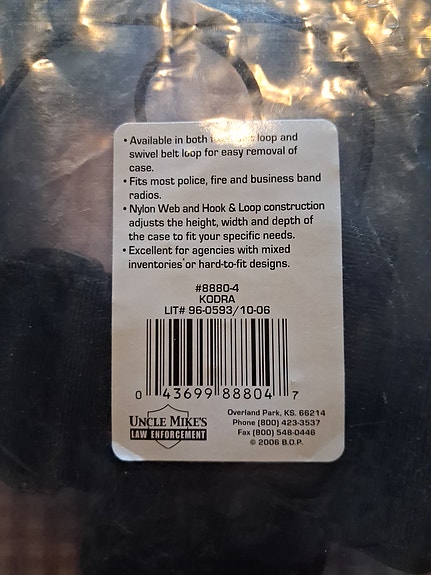 • Available in both loop and
swivel belt loop for easy removal of
case.
• Fits most police, fire and business band
radios.
• Nylon Web and Hook & Loop construction
adjusts the height, width and depth of
the case to fit your specific needs.
• Excellent for agencies with mixed
inventories or hard-to-fit designs.
#8880-4
KODRA
LIT# 96-0593/10-06
0 43699 88804 7
UNCLE MIKE'S
LAW ENFORCEMENT
Overland Park, KS. 66214
Phone (800) 423-3537
Fax (800) 548-0446
© 2006 B.O.P.